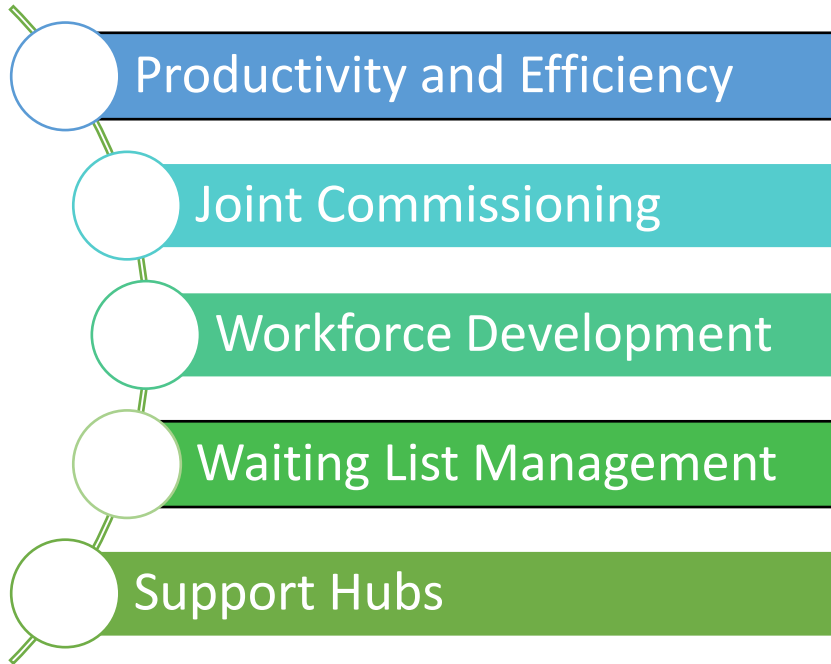 Productivity and Efficiency
Joint Commissioning
Workforce Development
Waiting List Management
Support Hubs